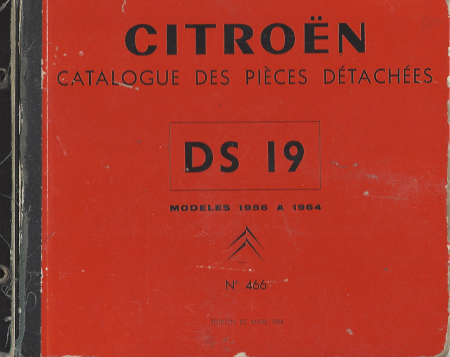 CITROËN
CATALOGUE DES PIÈCES DÉTACHÉES
DS 19
MODELES 1956 A 1964
N° 466